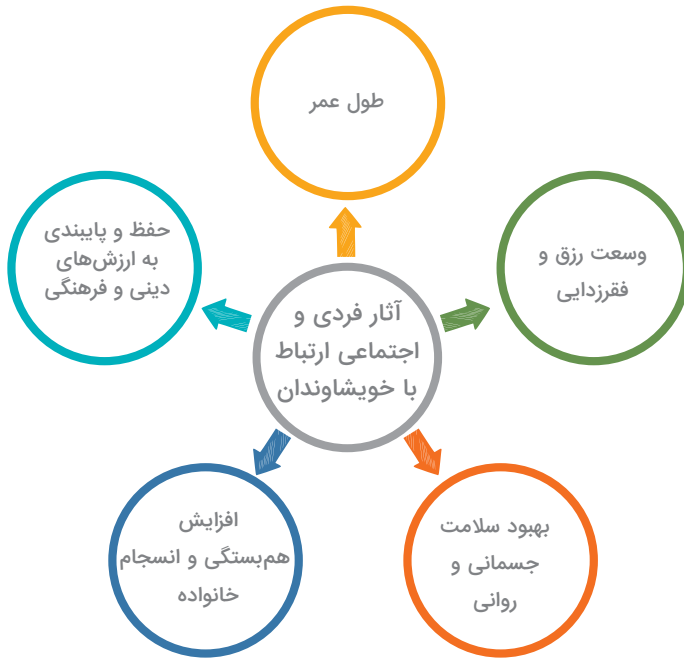 طول عمر
وسعت رزق و
فقرزدایی
حفظ و پایبندی
به ارزش‌های
دینی و فرهنگی
آثار فردی و
اجتماعی ارتباط
با خویشاوندان
بهبود سلامت
جسمانی و
روانی
افزایش
هم‌بستگی و انسجام
خانواده